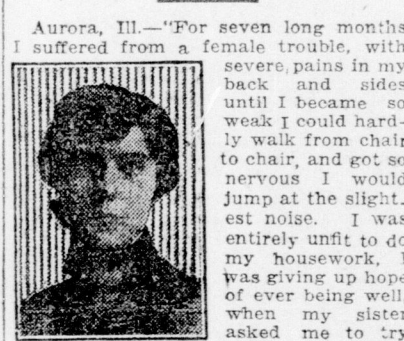 Aurora, Ill.—"For seven long months
I suffered from a female trouble, with
severe pains in my
back and sides
until I became so
weak I could hard-
ly walk from chair
to chair, and got so
nervous I would
jump at the slight-
est noise. I was
entirely unfit to do
my housework, I
was giving up hope
of ever being well,
when my sister
asked me to try